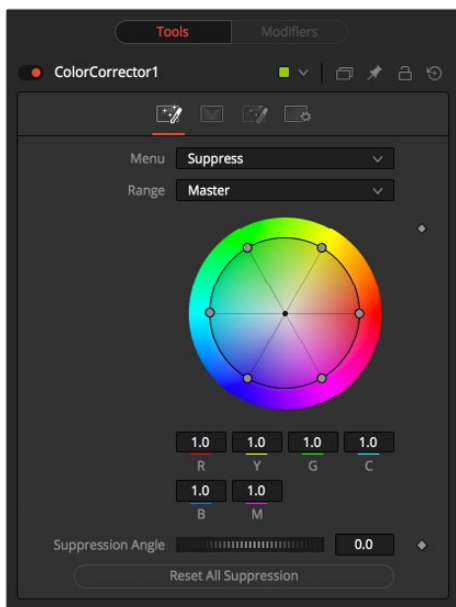 Tools Modifiers
ColorCorrector1
Menu Suppress
Range Master
1.0 1.0 1.0 1.0
R Y G C
1.0 1.0
B M
Suppression Angle 0.0
Reset All Suppression